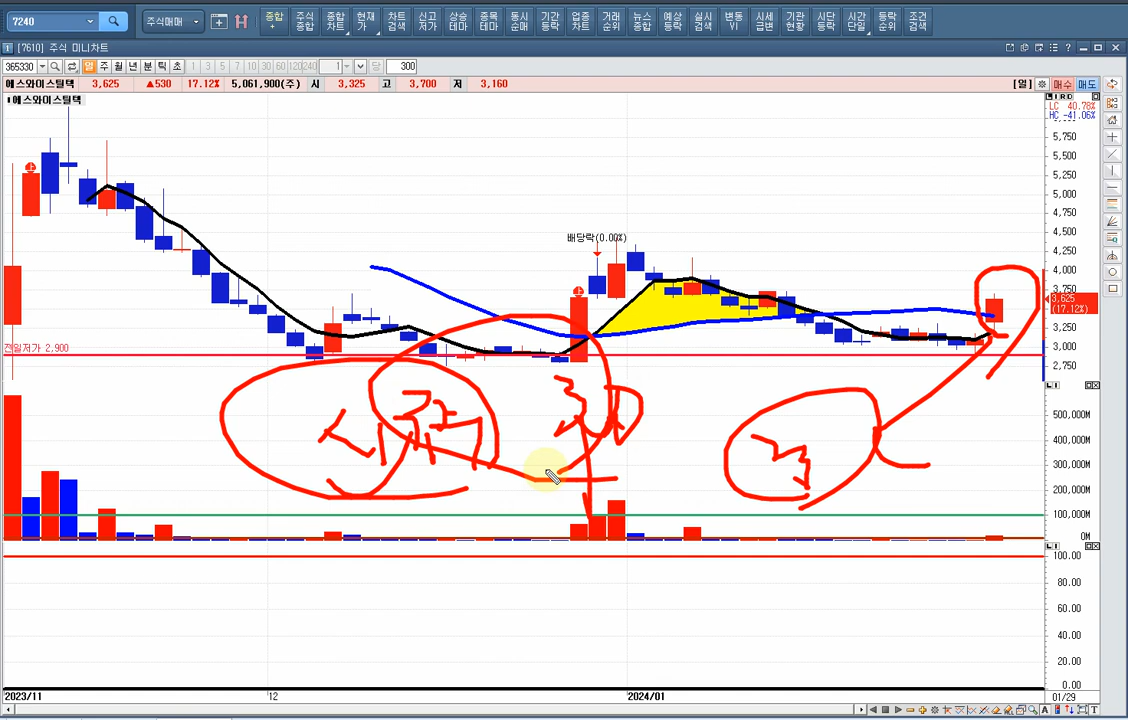 7240 주식매매 종합 + 주식 종합 종합 차트 현재 가 차트 검색 신고 저가 상승 테마 종목 테마 동시 순매 기간 등락 업종 차트 거래 순위 뉴스 종합 예상 등락 실시 검색 변동 VI 시세 급변 기관 현황 시단 등락 시간 단일 등락 순위 조건 검색
[7610] 주식 미니차트
365330 일 주 월 년 분 틱 초 1 3 5 7 10 30 60 120 240 1 당 300
에스와이스틸텍 3,625 ▲530 17.12% 5,061,900(주) 시 3,325 고 3,700 저 3,160 [일] 매수 매도
에스와이스틸텍
LC 40.78%
HC -41.06%
5,750
5,500
5,250
5,000
4,750
4,500
배당락(0.00%)
4,250
4,000
3,750
3,625
(17.12%)
3,250
전일저가 2,900
3,000
2,750
500,000M
400,000M
300,000M
200,000M
100,000M
0M
100.00
80.00
60.00
40.00
20.00
0.00
2023/11 12 2024/01 01/29